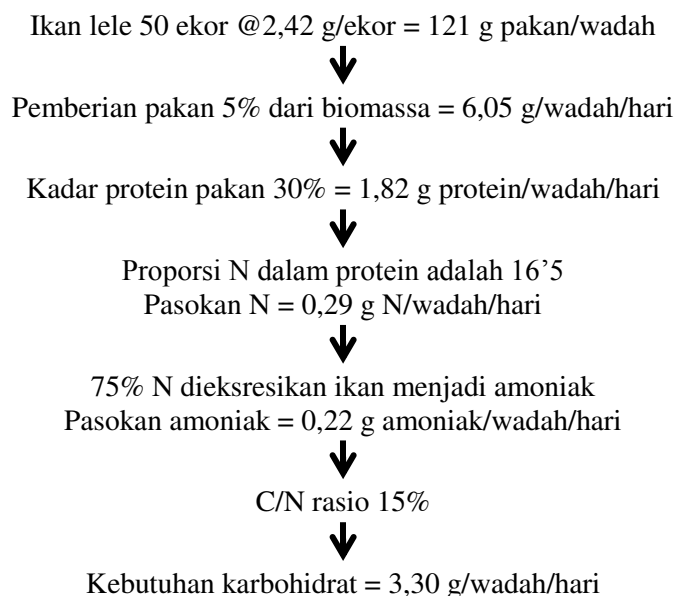 Ikan lele 50 ekor @2,42 g/ekor = 121 g pakan/wadah
Pemberian pakan 5% dari biomassa = 6,05 g/wadah/hari
Kadar protein pakan 30% = 1,82 g protein/wadah/hari
Proporsi N dalam protein adalah 16’5
Pasokan N = 0,29 g N/wadah/hari
75% N dieksresikan ikan menjadi amoniak
Pasokan amoniak = 0,22 g amoniak/wadah/hari
C/N rasio 15%
Kebutuhan karbohidrat = 3,30 g/wadah/hari